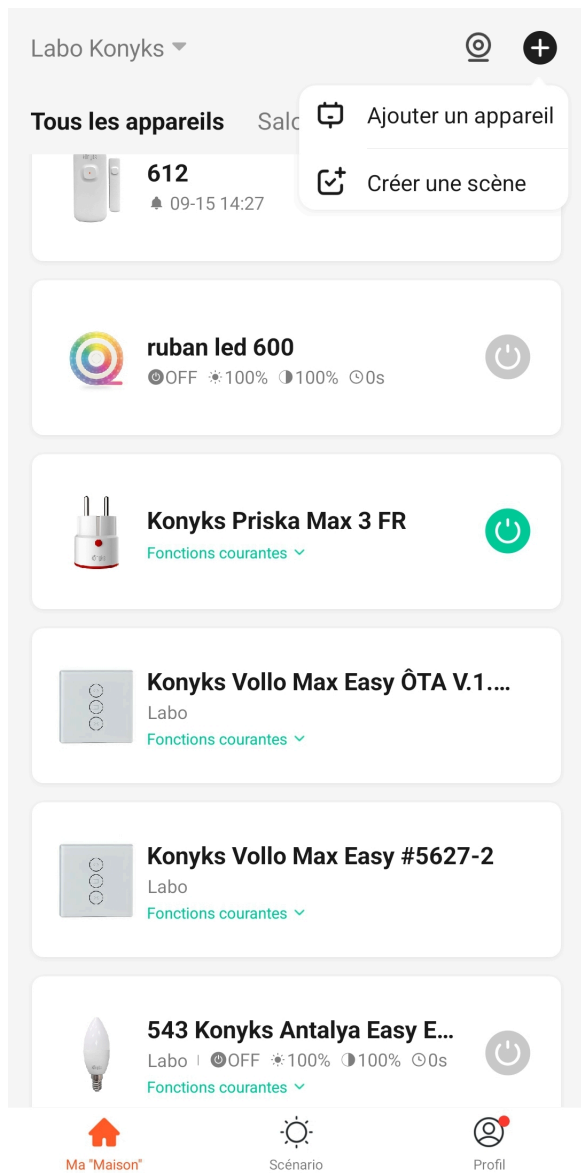 Labo Konyks
Tous les appareils
Ajouter un appareil
Créer une scène
612
09-15 14:27
ruban led 600
OFF 100% 100% 0s
Konyks Priska Max 3 FR
Fonctions courantes
Konyks Vollo Max Easy ÔTA V.1....
Labo
Fonctions courantes
Konyks Vollo Max Easy #5627-2
Labo
Fonctions courantes
543 Konyks Antalya Easy E...
Labo | OFF 100% 100% 0s
Fonctions courantes
Ma "Maison"
Scénario
Profil